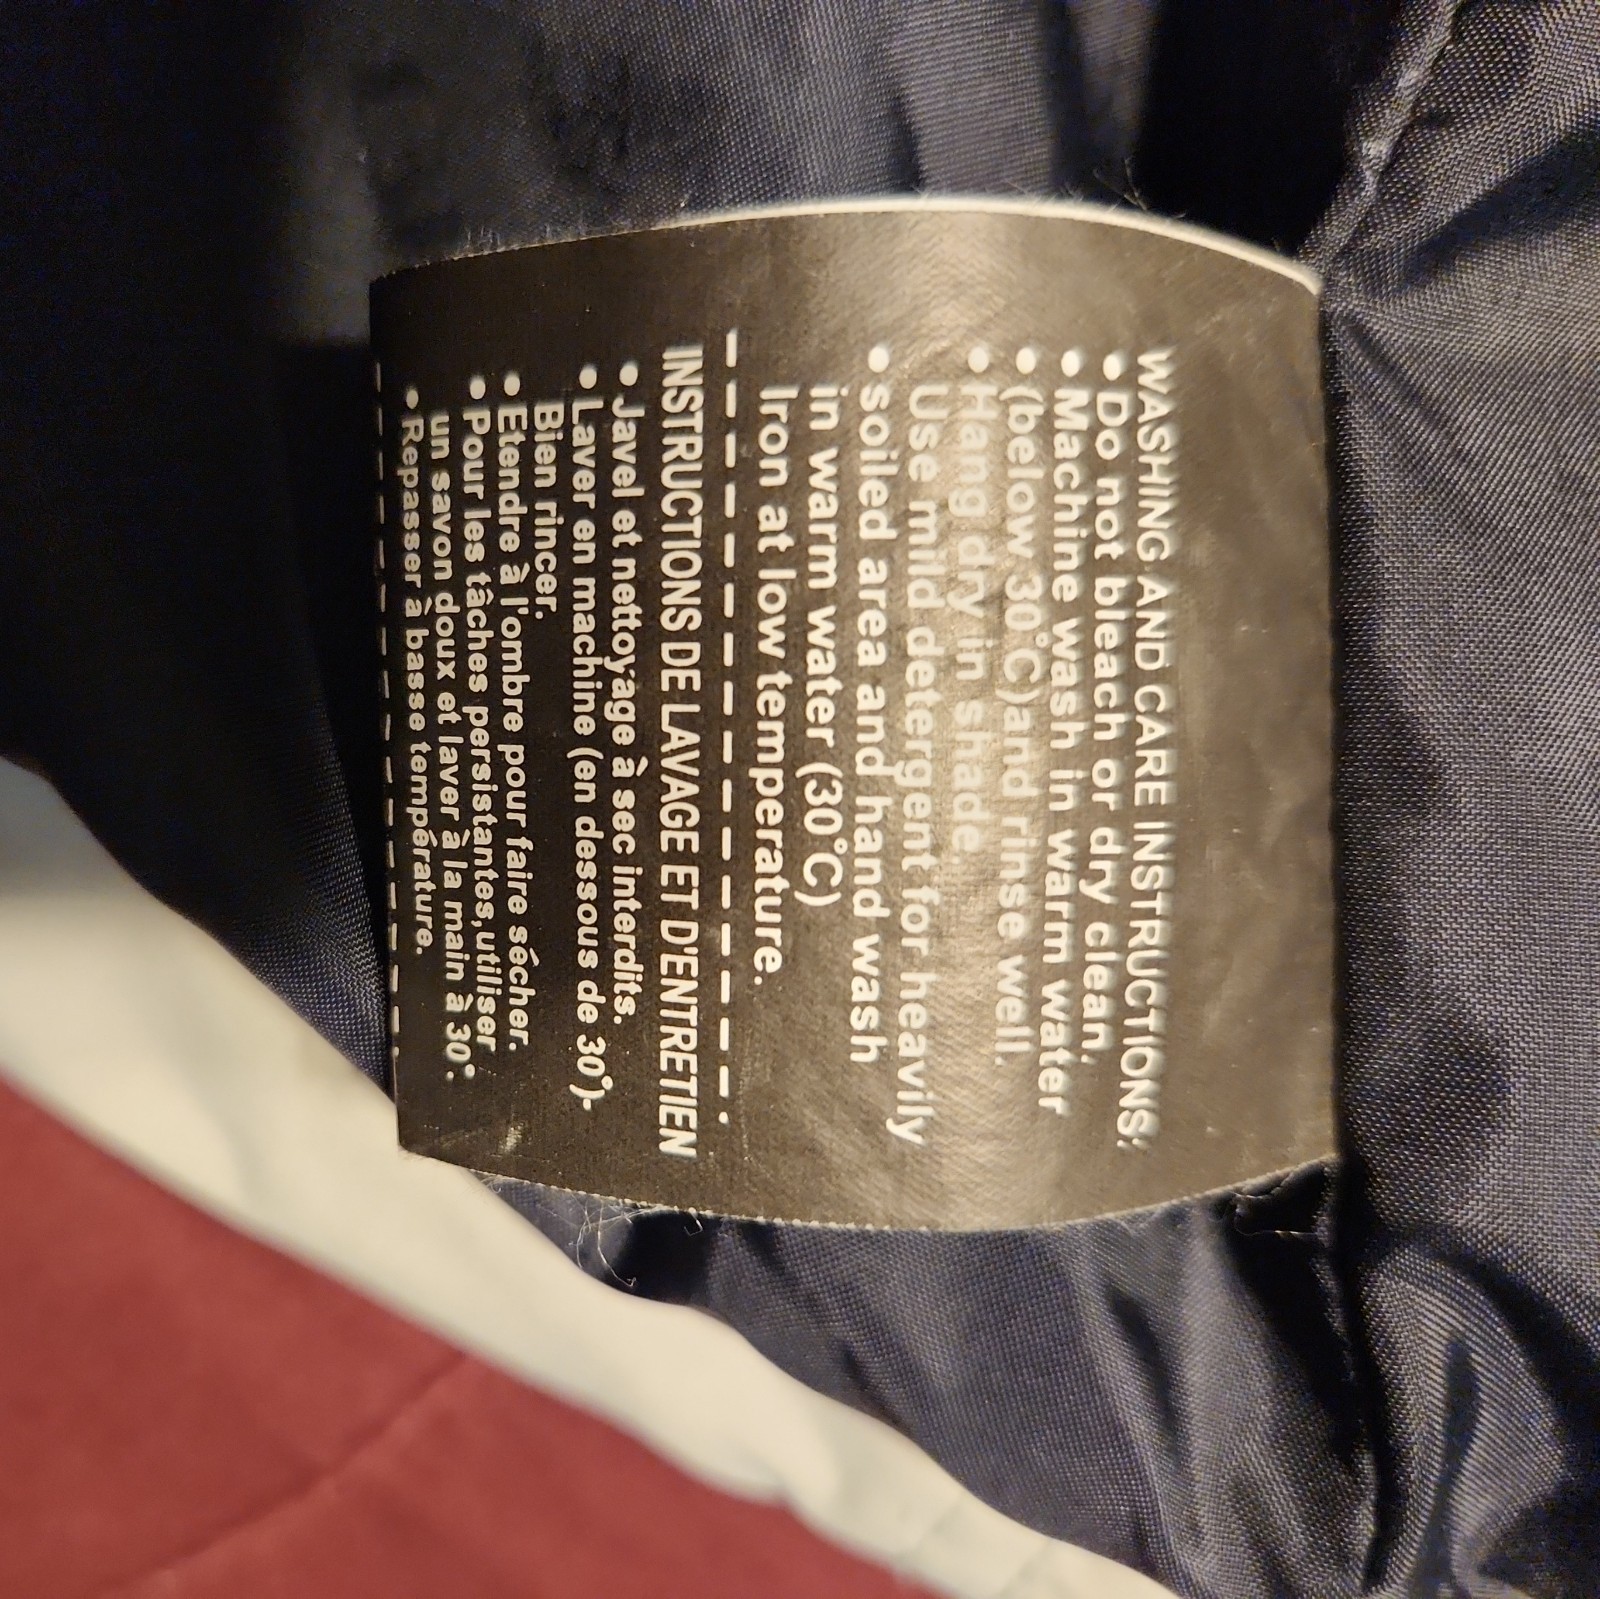 WASHING AND CARE INSTRUCTIONS;
• Do not bleach or dry clean,
• Machine wash in warm water
• (below 30°C)and rinse well.
• Hang dry in shade.
Use mild detergent for heavily
• soiled area and hand wash
in warm water (30°C)
Iron at low temperature.
INSTRUCTIONS DE LAVAGE ET D'ENTRETIEN
• Javel et nettoyage à sec interdits.
• Laver en machine (en dessous de 30°)-
Bien rincer.
• Etendre à l'ombre pour faire sécher.
• Pour les tâches persistantes,utiliser
un savon doux et laver à la main à 30°.
• Repasser à basse température.